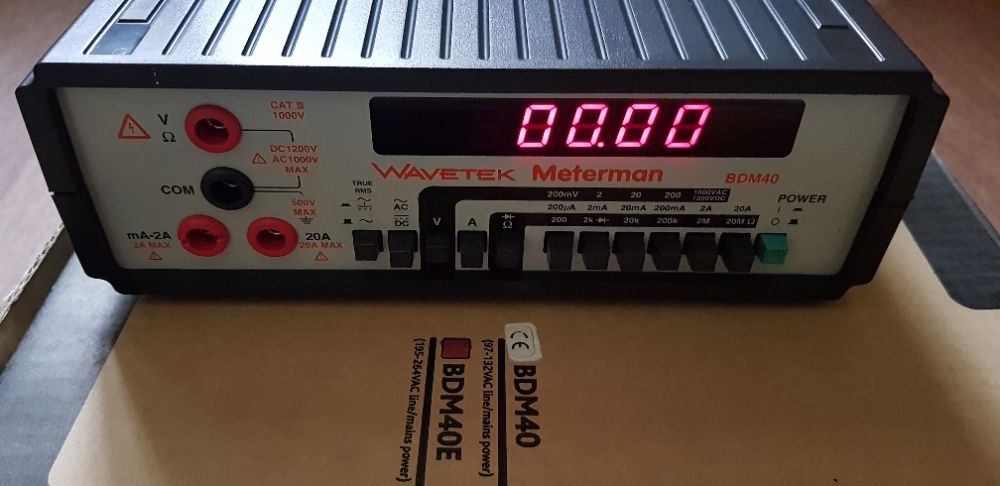 CAT III
1000V
V
Ω
DC1200V
AC1000V
MAX
COM
500V
MAX
mA-2A
2A MAX
20A
20A MAX
00.00
WAVETEK Meterman
BDM40
TRUE
RMS
AC
DC
V
A
Ω
200mV 2 20 200 1000VAC
1200VDC
200µA 2mA 20mA 200mA 2A 20A
200 2k 20k 200k 2M 20MΩ
POWER
CE BDM40
(97-132VAC line/mains power)
BDM40E
(195-264VAC line/mains power)